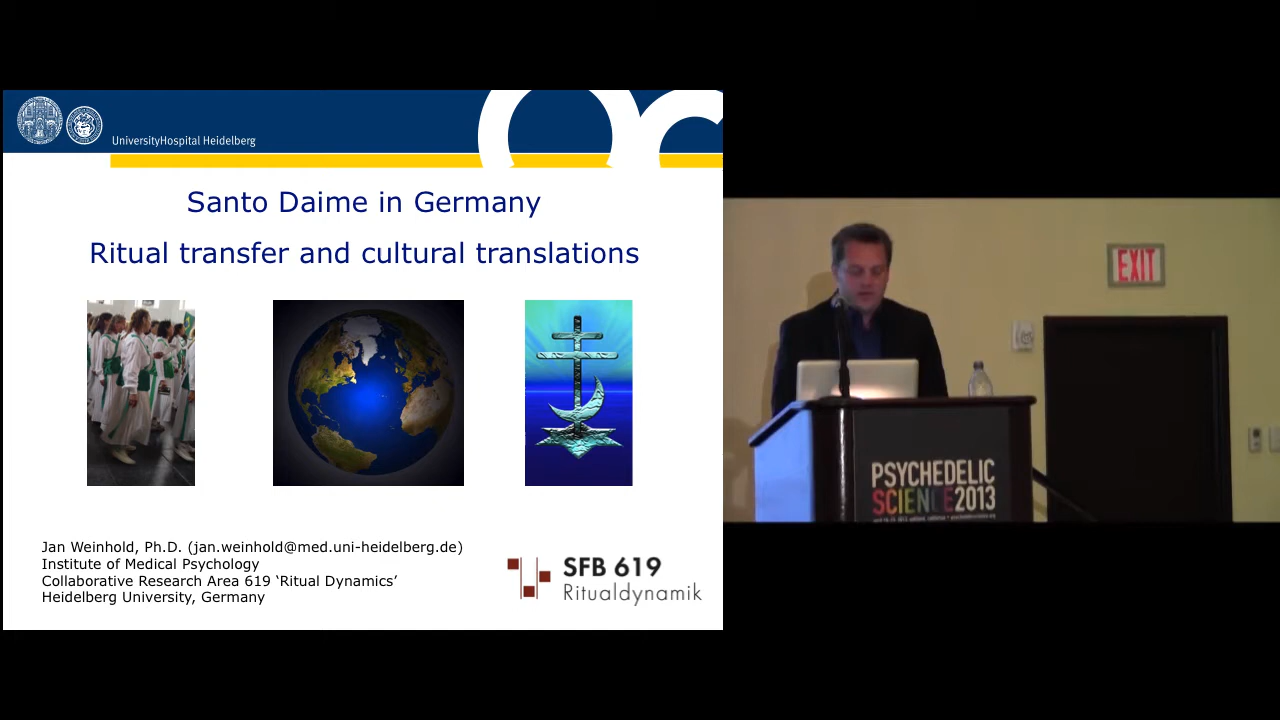 UniversityHospital Heidelberg
Santo Daime in Germany
Ritual transfer and cultural translations
Jan Weinhold, Ph.D. (jan.weinhold@med.uni-heidelberg.de)
Institute of Medical Psychology
Collaborative Research Area 619 ‘Ritual Dynamics’
Heidelberg University, Germany
SFB 619
Ritualdynamik
EXIT
PSYCHEDELIC
SCIENCE2013